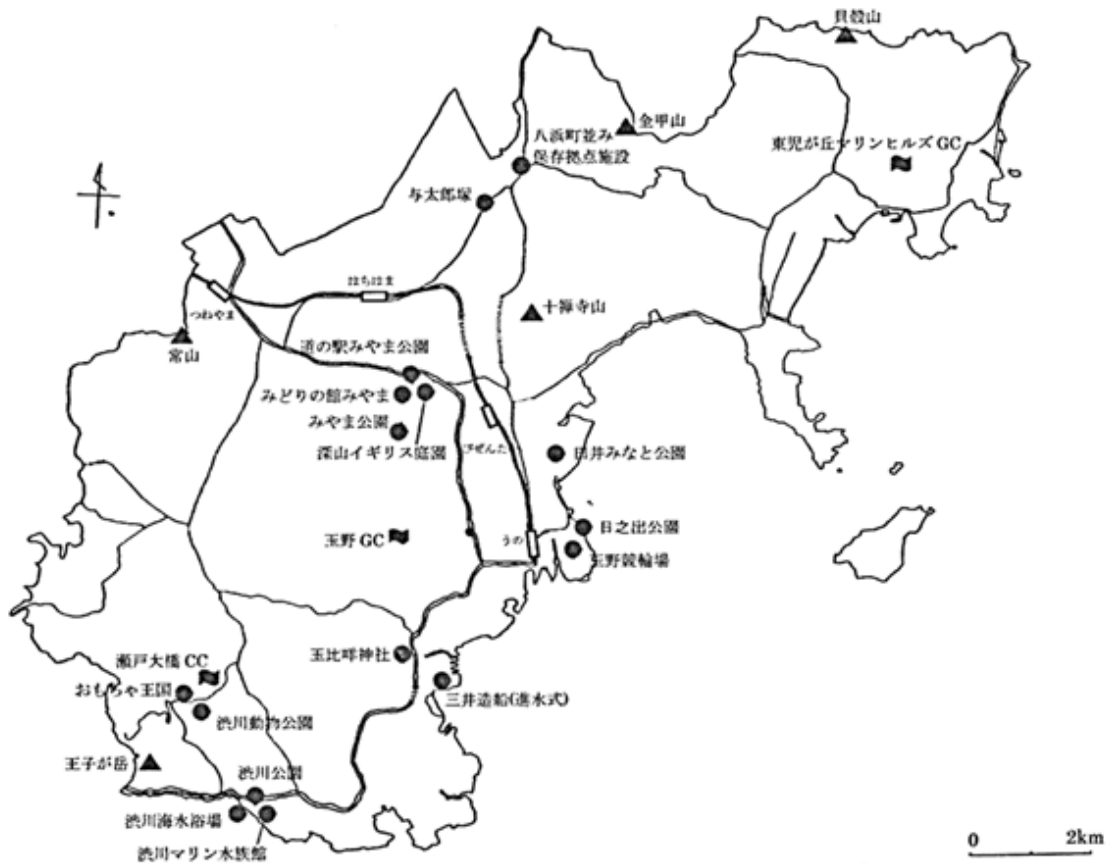 貝殻山
金甲山
八浜町並み
保存拠点施設
東児が丘マリンヒルズGC
与太郎塚
はちはま
つねやま
十禅寺山
常山
道の駅みやま公園
みどりの館みやま
みやま公園
深山イギリス庭園
びぜんた
田井みなと公園
玉野GC
うの
日之出公園
玉野競輪場
玉比咩神社
瀬戸大橋CC
おもちゃ王国
三井造船(進水式)
渋川動物公園
王子が岳
渋川公園
渋川海水浴場
渋川マリン水族館
0 2km